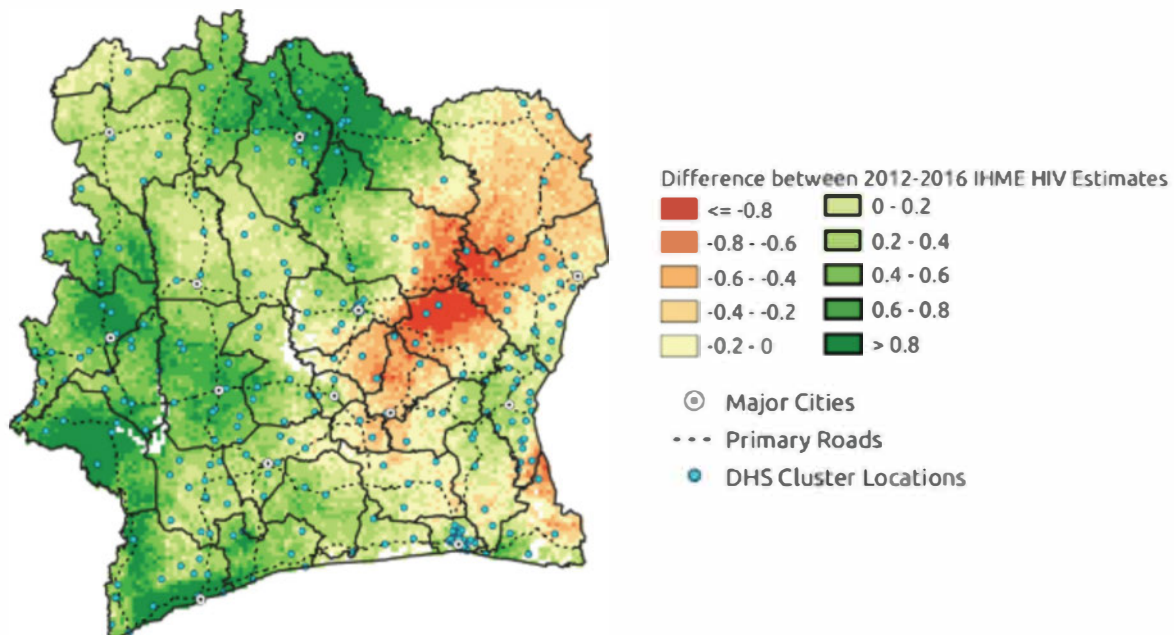 Difference between 2012-2016 IHME HIV Estimates
<= -0.8
-0.8 - -0.6
-0.6 - -0.4
-0.4 - -0.2
-0.2 - 0
0 - 0.2
0.2 - 0.4
0.4 - 0.6
0.6 - 0.8
> 0.8
Major Cities
Primary Roads
DHS Cluster Locations